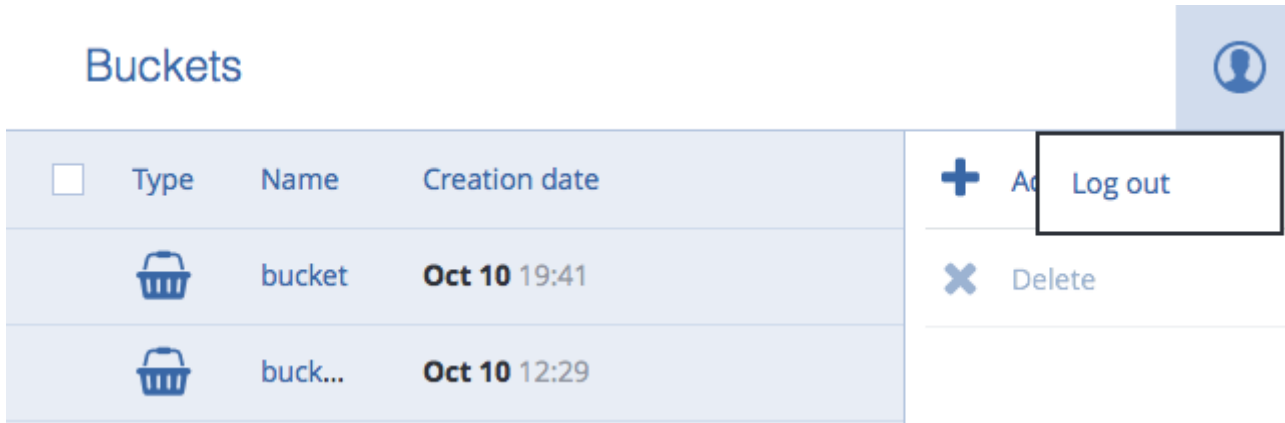 Buckets
Type Name Creation date
Log out
bucket Oct 10 19:41
Delete
buck... Oct 10 12:29